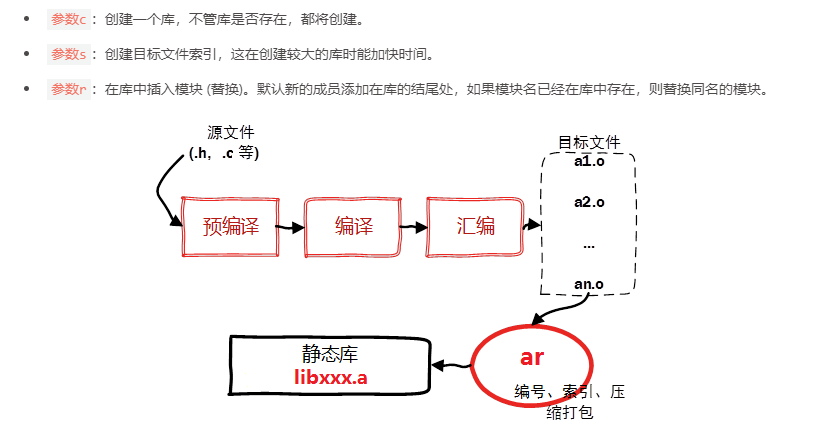 参数c：创建一个库，不管库是否存在，都将创建。
参数s：创建目标文件索引，这在创建较大的库时能加快时间。
参数r：在库中插入模块 (替换)。默认新的成员添加在库的结尾处，如果模块名已经在库中存在，则替换同名的模块。
源文件
(.h，.c 等)
目标文件
a1.o
a2.o
...
an.o
预编译
编译
汇编
静态库
libxxx.a
ar
编号、索引、压
缩打包